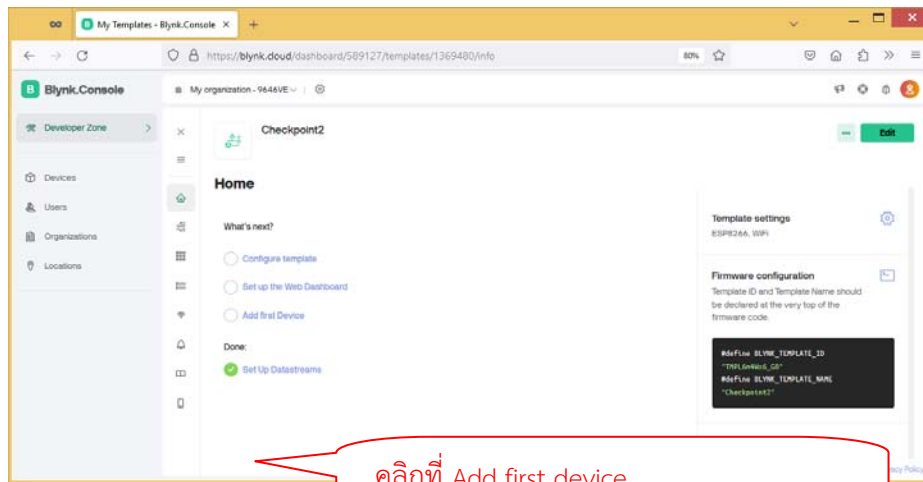 My Templates - Blynk.Console
https://blynk.cloud/dashboard/589127/templates/1369480/info
80%
B Blynk.Console
My organization - 9646VE
Developer Zone
Devices
Users
Organizations
Locations
Checkpoint2
Edit
Home
What's next?
Configure template
Set up the Web Dashboard
Add first Device
Done:
Set Up Datastreams
Template settings
ESP8266, WiFi
Firmware configuration
Template ID and Template Name should
be declared at the very top of the
firmware code.
#define BLYNK_TEMPLATE_ID
#define BLYNK_TEMPLATE_NAME
"Checkpoint2"
คลิกที่ Add first device
Policy